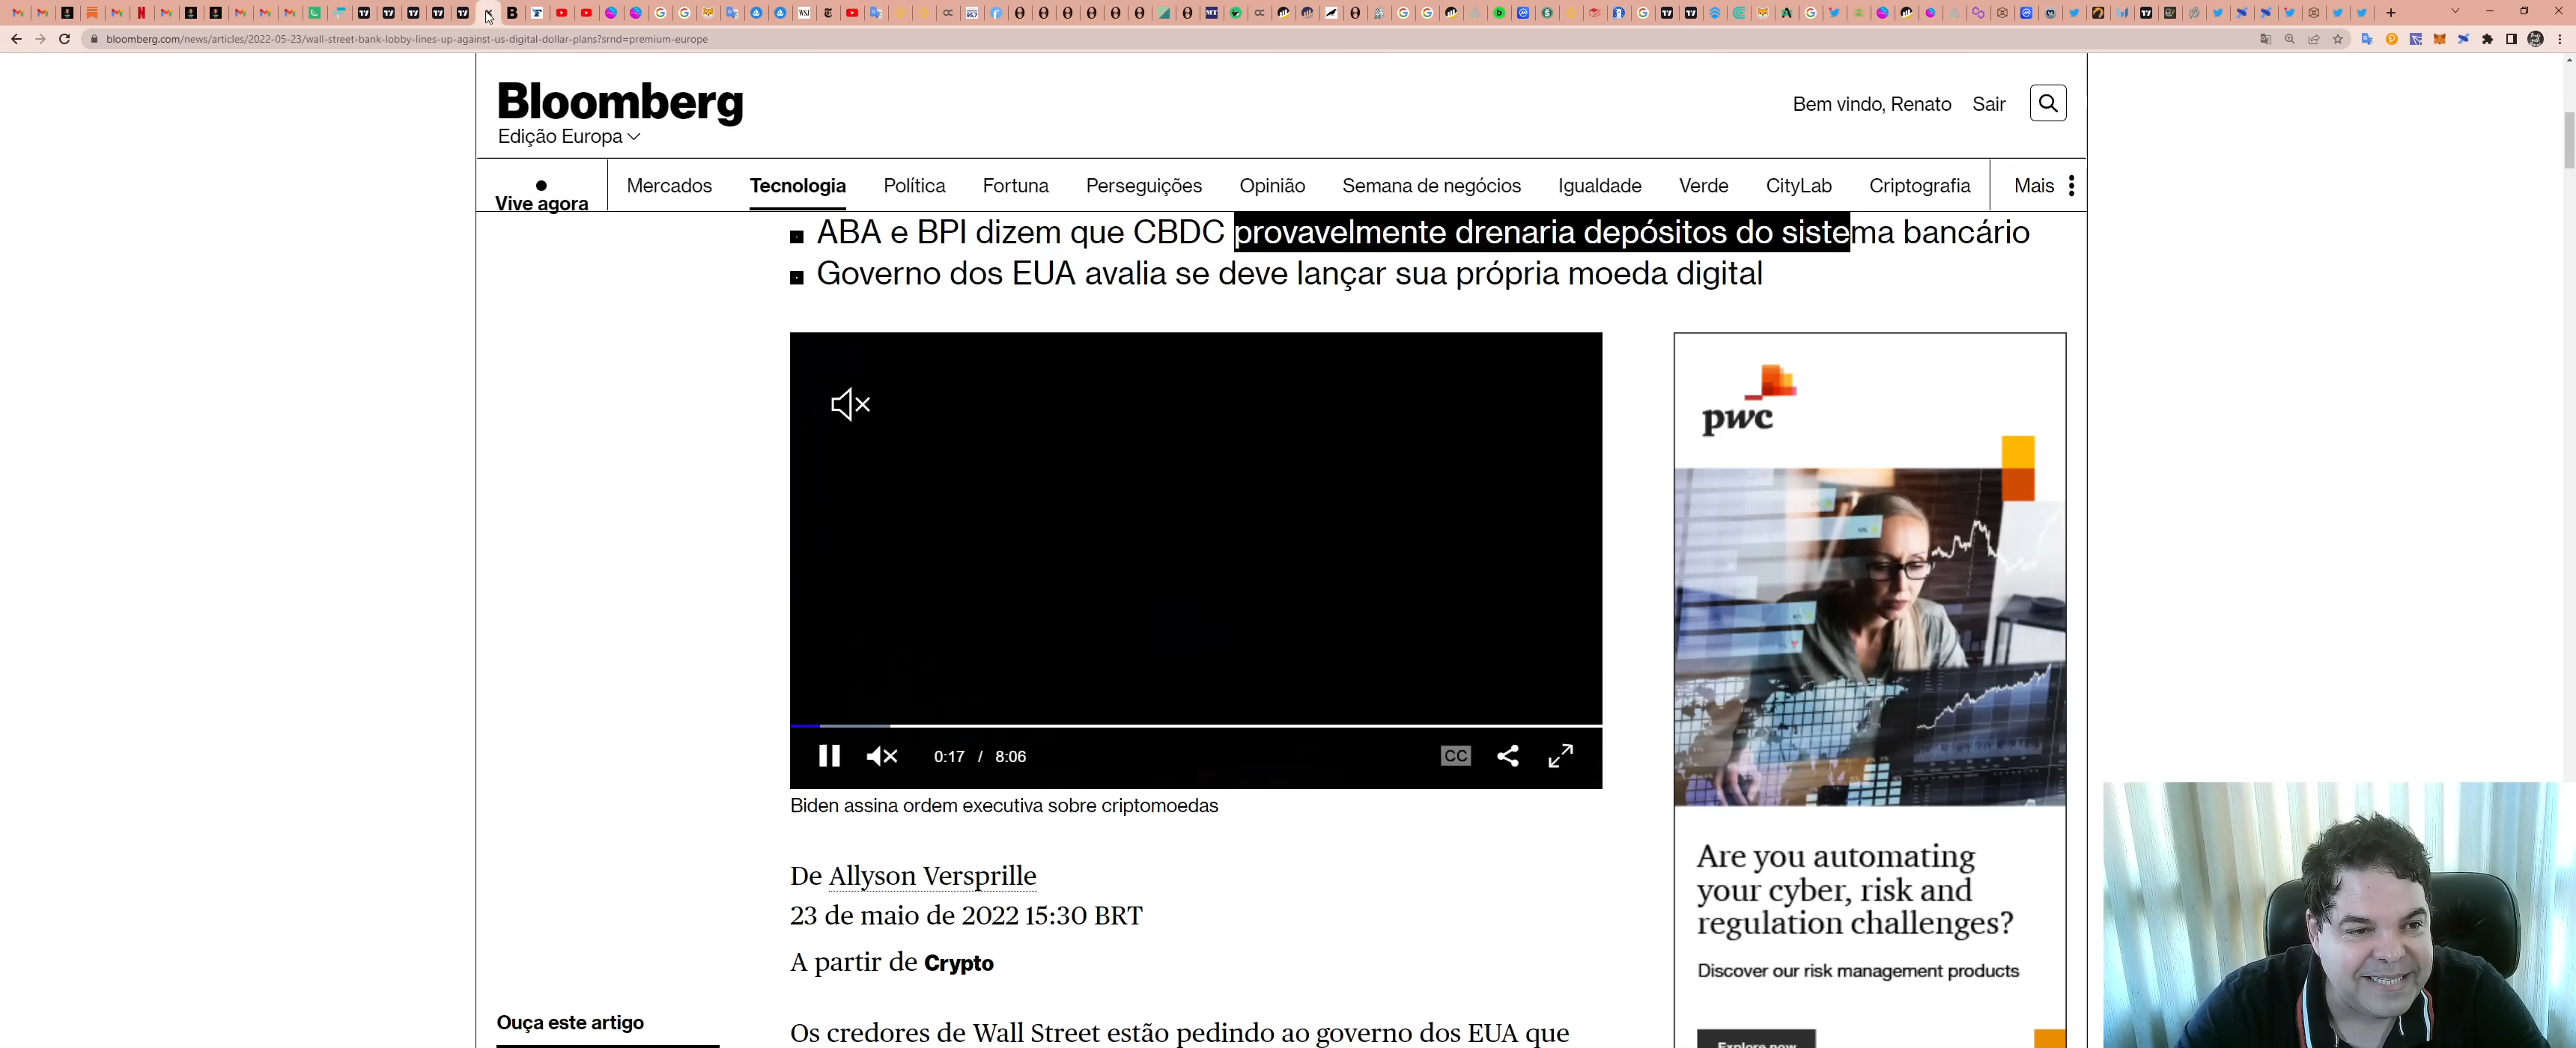 bloomberg.com/news/articles/2022-05-23/wall-street-bank-lobby-lines-up-against-us-digital-dollar-plans?srnd=premium-europe
Bloomberg
Edição Europa
Bem vindo, Renato Sair
Vive agora
Mercados Tecnologia Política Fortuna Perseguições Opinião Semana de negócios Igualdade Verde CityLab Criptografia Mais
ABA e BPI dizem que CBDC provavelmente drenaria depósitos do sistema bancário
Governo dos EUA avalia se deve lançar sua própria moeda digital
0:17 / 8:06
CC
Biden assina ordem executiva sobre criptomoedas
De Allyson Versprille
23 de maio de 2022 15:30 BRT
A partir de Crypto
Ouça este artigo
Os credores de Wall Street estão pedindo ao governo dos EUA que
pwc
Are you automating
your cyber, risk and
regulation challenges?
Discover our risk management products
Explore now